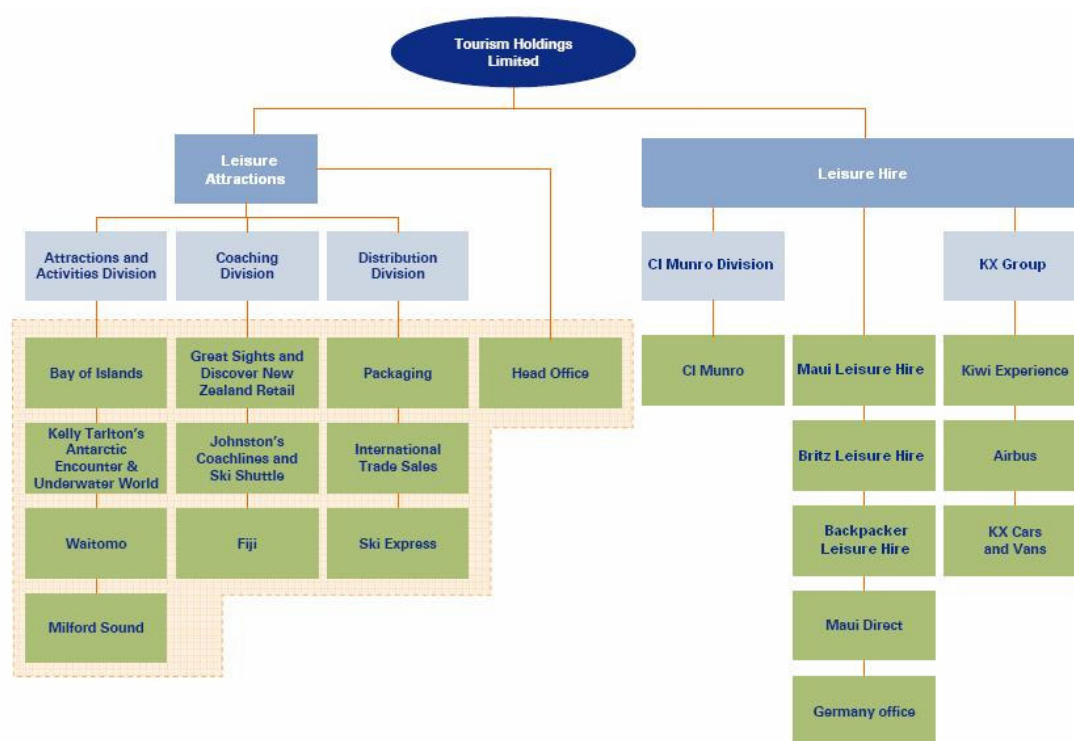 Tourism Holdings
Limited
Leisure
Attractions
Leisure Hire
Attractions and
Activities Division
Coaching
Division
Distribution
Division
CI Munro Division
KX Group
Bay of Islands
Great Sights and
Discover New
Zealand Retail
Packaging
Head Office
CI Munro
Maui Leisure Hire
Kiwi Experience
Kelly Tarlton's
Antarctic
Encounter &
Underwater World
Johnston's
Coachlines and
Ski Shuttle
International
Trade Sales
Britz Leisure Hire
Airbus
Waitomo
Fiji
Ski Express
Backpacker
Leisure Hire
KX Cars
and Vans
Milford Sound
Maui Direct
Germany office